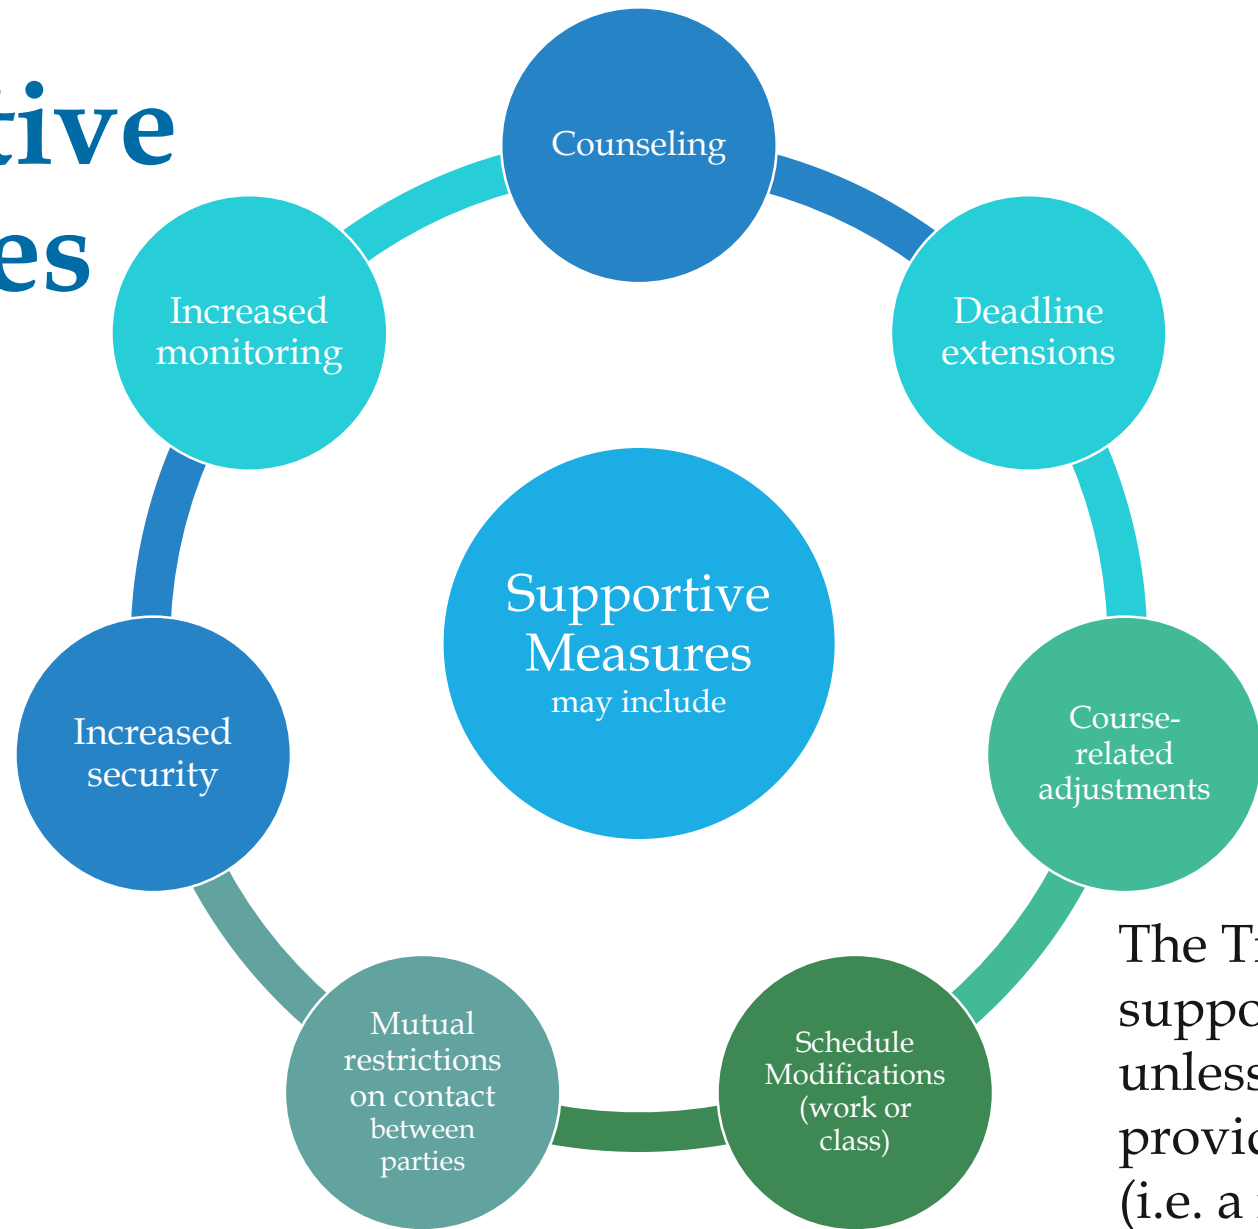 tive
es
Counseling
Deadline
extensions
Course-
related
adjustments
Schedule
Modifications
(work or
class)
Mutual
restrictions
on contact
between
parties
Increased
security
Increased
monitoring
Supportive
Measures
may include
The T
suppo
unless
provid
(i.e. a